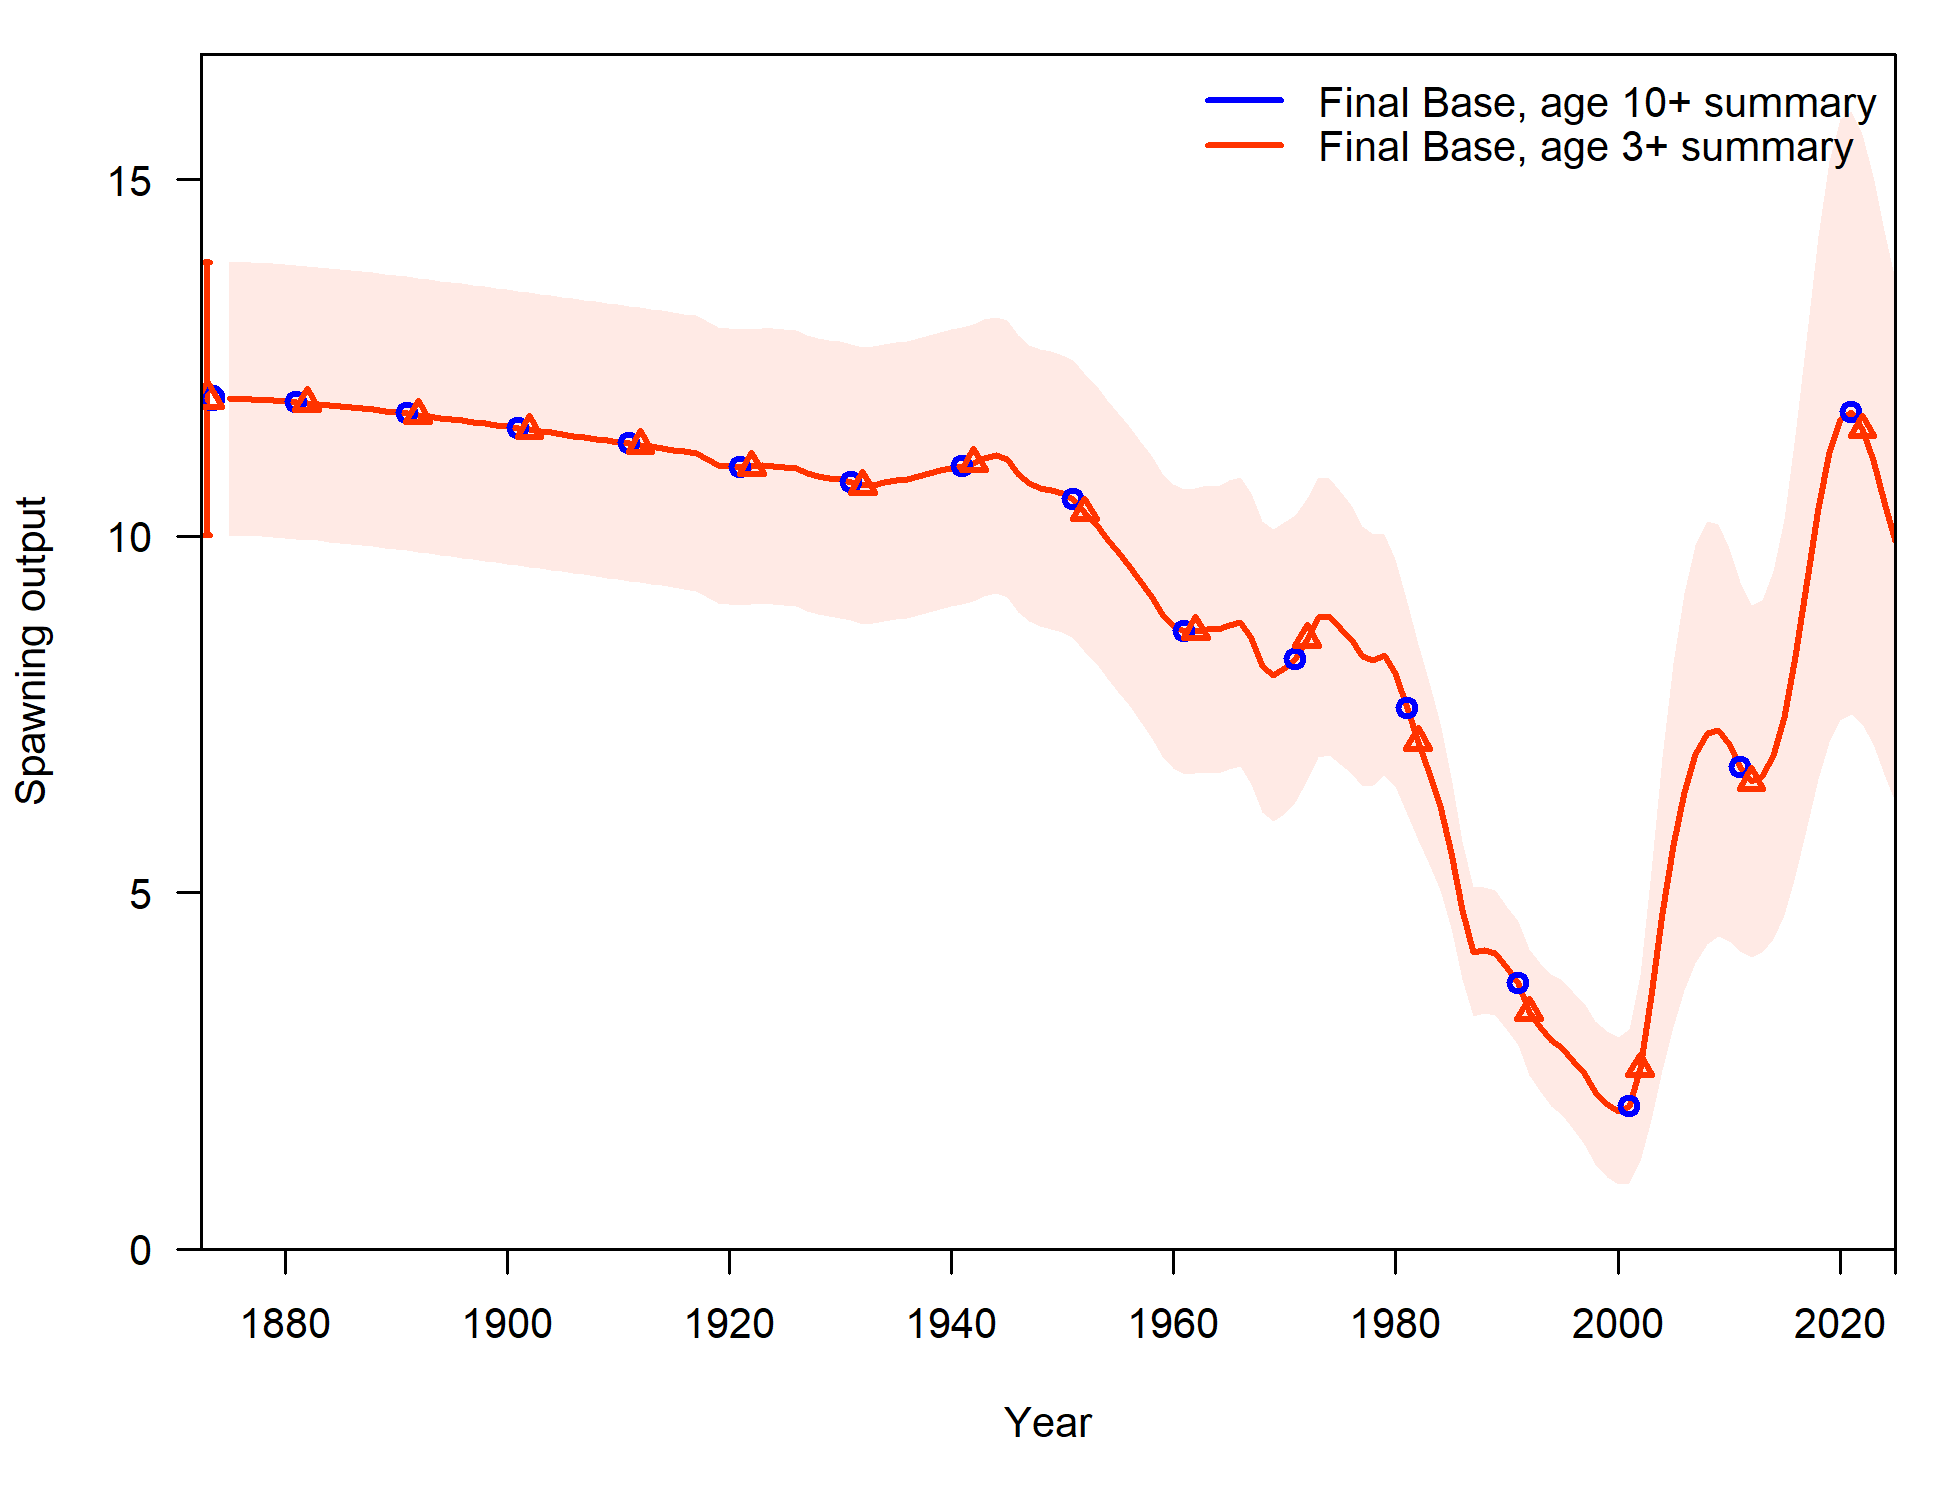 Final Base, age 10+ summary
Final Base, age 3+ summary
Spawning output
15
10
5
0
1880 1900 1920 1940 1960 1980 2000 2020
Year